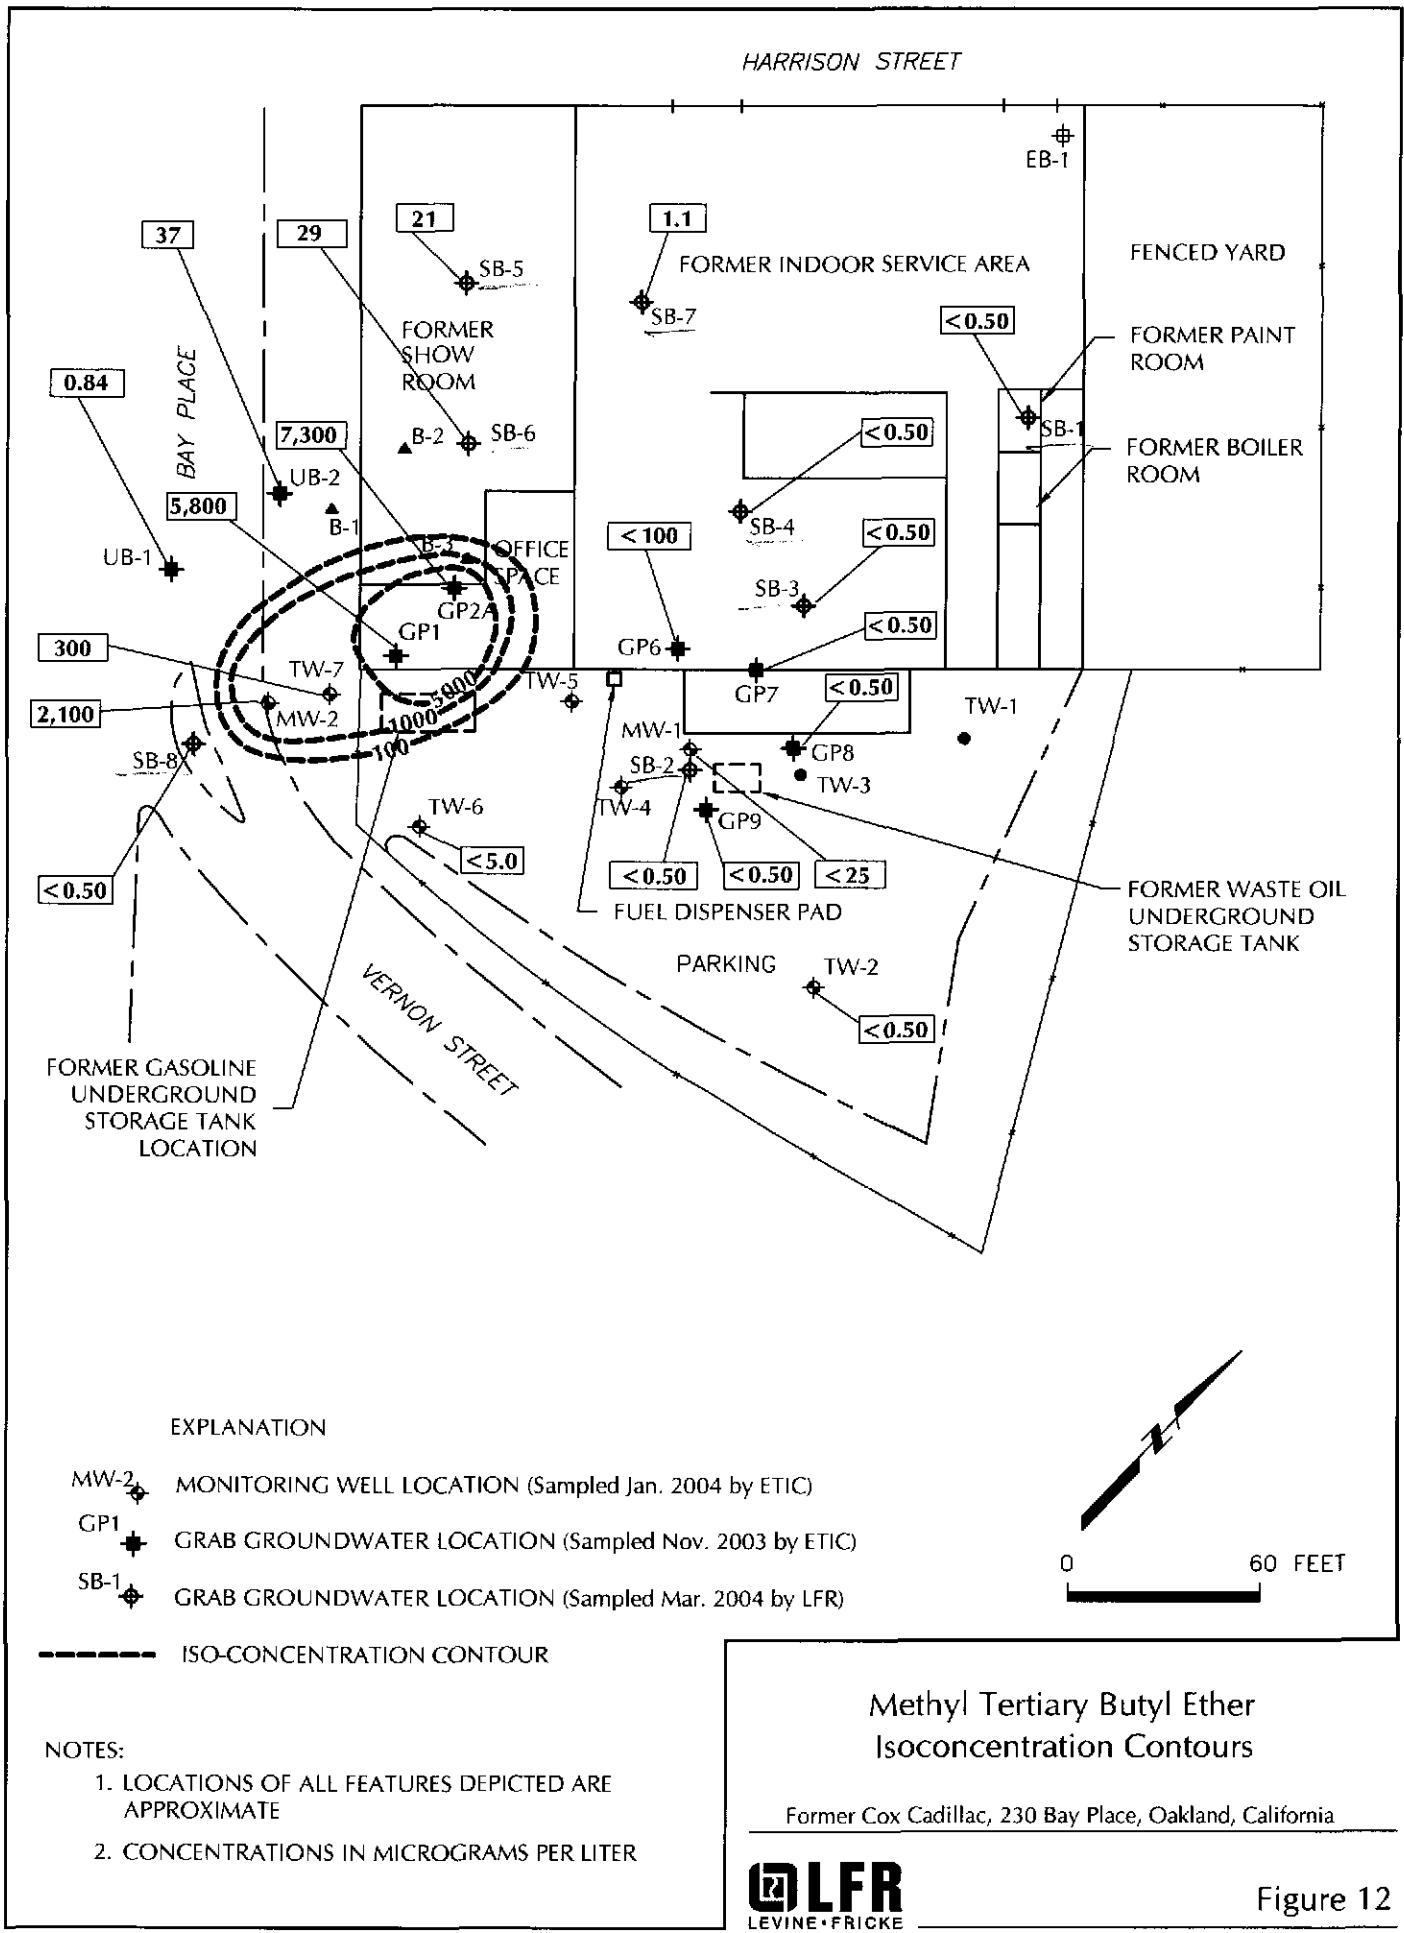 HARRISON STREET
EB-1
21
1.1
37
29
FENCED YARD
FORMER INDOOR SERVICE AREA
SB-5
SB-7
<0.50
FORMER
SHOW
ROOM
FORMER PAINT
ROOM
BAY PLACE
0.84
7,300
B-2
SB-6
<0.50
SB-1
FORMER BOILER
ROOM
UB-2
5,800
B-1
SB-4
<100
<0.50
UB-1
B-3
OFFICE
SPACE
SB-3
GP2A
GP1
<0.50
300
GP6
TW-7
TW-5
GP7
<0.50
5000
2,100
MW-2
1000
TW-1
100
MW-1
GP8
SB-8
SB-2
TW-3
TW-4
TW-6
GP9
<5.0
<0.50
<0.50
<0.50
<25
FORMER WASTE OIL
UNDERGROUND
STORAGE TANK
FUEL DISPENSER PAD
PARKING
TW-2
VERNON STREET
<0.50
FORMER GASOLINE
UNDERGROUND
STORAGE TANK
LOCATION
N
EXPLANATION
MW-2 MONITORING WELL LOCATION (Sampled Jan. 2004 by ETIC)
GP1 GRAB GROUNDWATER LOCATION (Sampled Nov. 2003 by ETIC)
SB-1 GRAB GROUNDWATER LOCATION (Sampled Mar. 2004 by LFR)
ISO-CONCENTRATION CONTOUR
0 60 FEET
NOTES:
1. LOCATIONS OF ALL FEATURES DEPICTED ARE
APPROXIMATE
2. CONCENTRATIONS IN MICROGRAMS PER LITER
Methyl Tertiary Butyl Ether
Isoconcentration Contours
Former Cox Cadillac, 230 Bay Place, Oakland, California
LFR
LEVINE•FRICKE
Figure 12